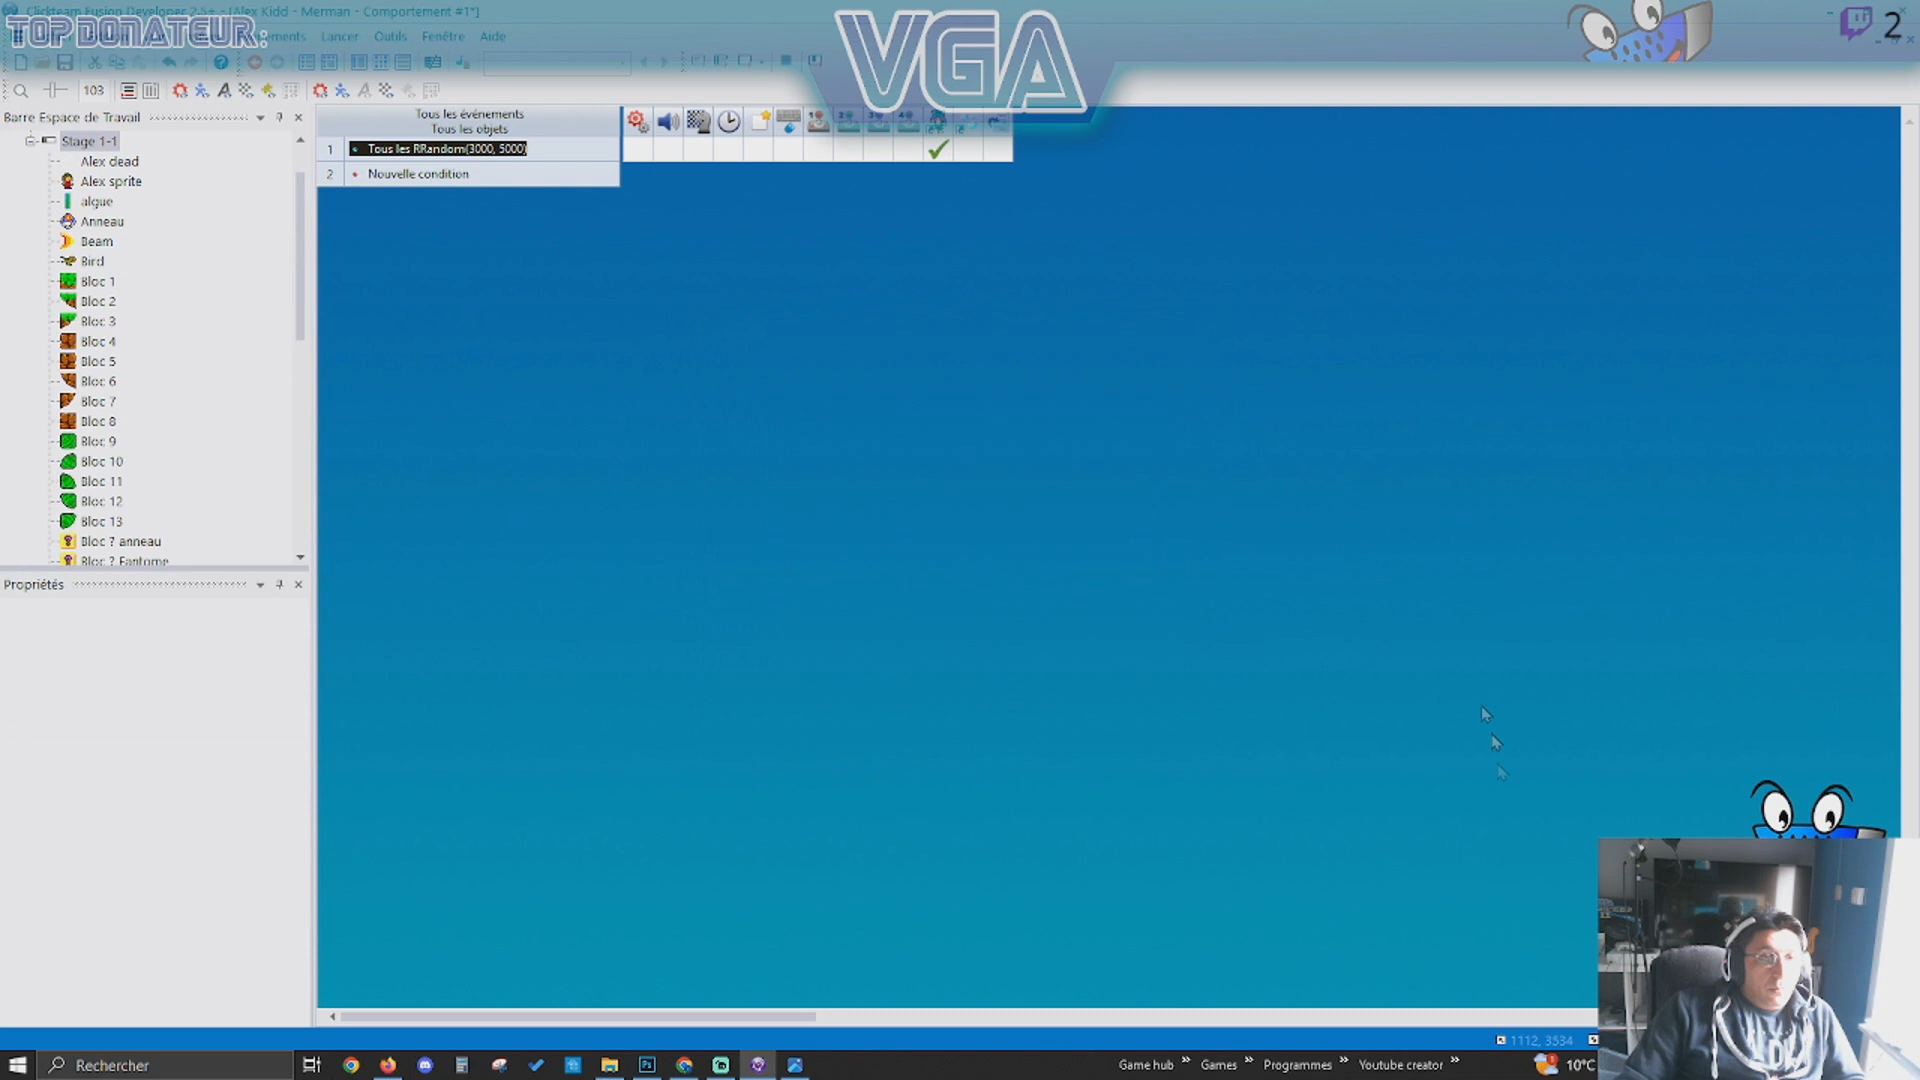 Clickteam Fusion Developer 2.5+ - [Alex Kidd - Merman - Comportement #1*]
TOP DONATEUR:
Lancer Outils Fenêtre Aide
VGA
2
103
Barre Espace de Travail
Stage 1-1
Alex dead
Alex sprite
algue
Anneau
Beam
Bird
Bloc 1
Bloc 2
Bloc 3
Bloc 4
Bloc 5
Bloc 6
Bloc 7
Bloc 8
Bloc 9
Bloc 10
Bloc 11
Bloc 12
Bloc 13
Bloc ? anneau
Bloc ? Fantome
Propriétés
Tous les événements
Tous les objets
1 Tous les RRandom(3000, 5000)
2 Nouvelle condition
1112, 3534
Rechercher
Game hub
Games
Programmes
Youtube creator
10°C